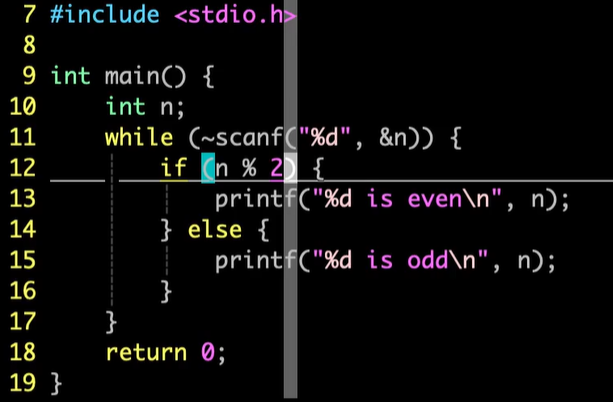 7 #include <stdio.h>
8
9 int main() {
10     int n;
11     while (~scanf("%d", &n)) {
12         if (n % 2) {
13             printf("%d is even\n", n);
14         } else {
15             printf("%d is odd\n", n);
16         }
17     }
18     return 0;
19 }